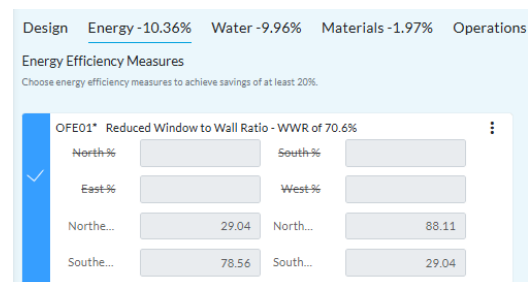 Design Energy -10.36% Water -9.96% Materials -1.97% Operations
Energy Efficiency Measures
Choose energy efficiency measures to achieve savings of at least 20%.
OFE01* Reduced Window to Wall Ratio - WWR of 70.6%
North % South %
East % West %
Northe... 29.04 North... 88.11
Southe... 78.56 South... 29.04